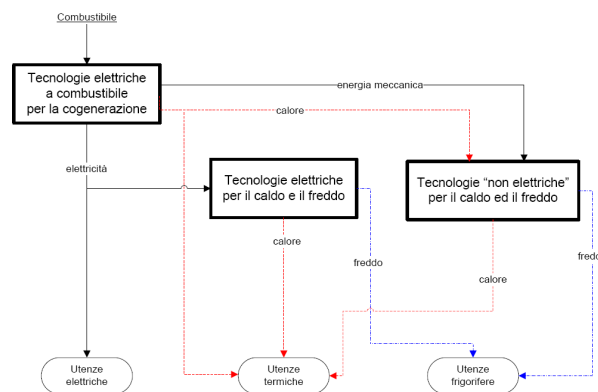 Combustibile
Tecnologie elettriche
a combustibile
per la cogenerazione
energia meccanica
calore
elettricità
Tecnologie elettriche
per il caldo e il freddo
Tecnologie “non elettriche”
per il caldo ed il freddo
calore
freddo
calore
freddo
Utenze
elettriche
Utenze
termiche
Utenze
frigorifere